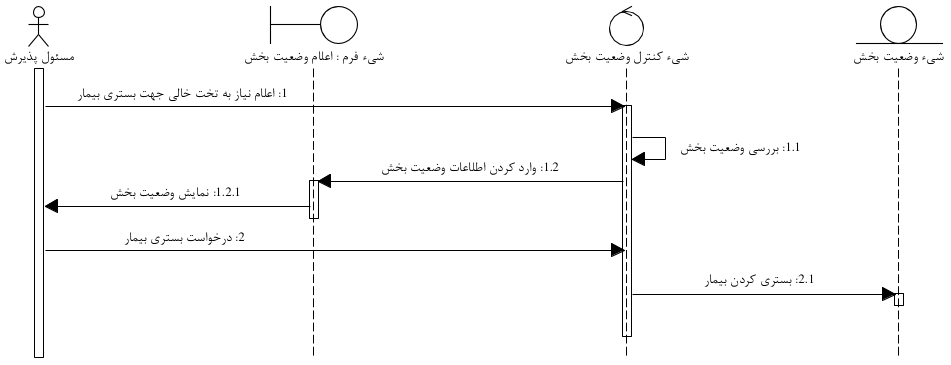 مسئول پذیرش
شیء فرم : اعلام وضعیت بخش
شیء کنترل وضعیت بخش
شیء وضعیت بخش
1: اعلام نیاز به تخت خالی جهت بستری بیمار
1.1: بررسی وضعیت بخش
1.2: وارد کردن اطلاعات وضعیت بخش
1.2.1: نمایش وضعیت بخش
2: درخواست بستری بیمار
2.1: بستری کردن بیمار